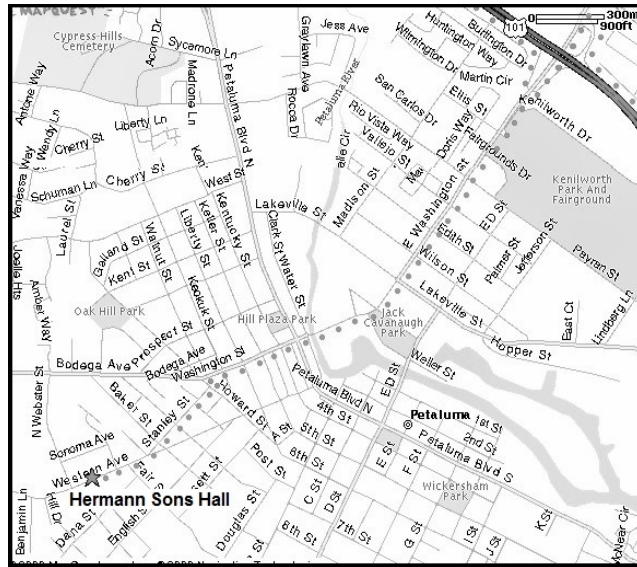 MAPQUEST
Cypress Hills
Cemetery
Acorn Dr
Sycamore Ln
Madrone Ln
Petaluma Blvd N
Graylawn Ave
Jess Ave
Rocca Dr
Petaluma River
Wilmington Dr
Huntington Way
Burlington Dr
101
0 300m
900ft
Martin Cir
San Carlos Dr
Ellis St
Rio Vista Way
Vallejo St
Madison St
Doris Way
Fairgrounds Dr
Kenilworth Dr
Kenilworth
Park And
Fairground
Antone Way
Wendy Ln
Vanessa Way
Liberty Ln
Cherry St
Schuman Ln
Cherry St
West St
Lakeville St
alle Cir
E Washington St
Edith St
Wilson St
ED St
Palmer St
Jefferson St
Payran St
Laurel St
Galland St
Kent St
Walnut St
Liberty St
Keller St
Kentucky St
Keokuk St
Clark St
Water St
Joelle Hts
Amber Way
Oak Hill Park
Prospect St
Hill Plaza Park
Jack
Cavanaugh
Park
Lakeville St
Hopper St
East Ct
Lindberg Ln
Bodega Ave
Bodega Ave
Washington St
Weller St
ED St
Petaluma Blvd N
N Webster St
Baker St
Stanley St
Howard St
A St
4th St
5th St
6th St
Petaluma
1st St
2nd St
Petaluma Blvd S
Sonoma Ave
Western Ave
Fair St
Post St
C St
D St
E St
F St
Wickersham
Park
Hermann Sons Hall
Benjamin Ln
Hill Dr
Dana St
English St
Douglas St
8th St
7th St
G St
I St
J St
K St
McNear Cir